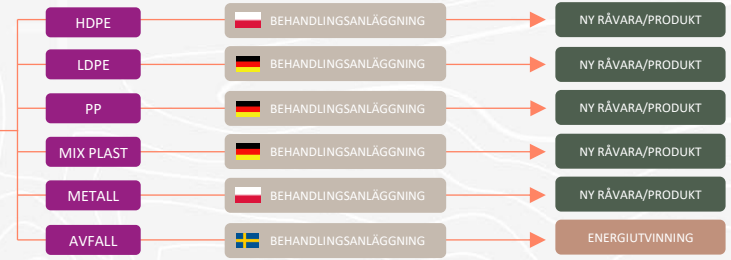 HDPE BEHANDLINGSANLÄGGNING NY RÅVARA/PRODUKT
LDPE BEHANDLINGSANLÄGGNING NY RÅVARA/PRODUKT
PP BEHANDLINGSANLÄGGNING NY RÅVARA/PRODUKT
MIX PLAST BEHANDLINGSANLÄGGNING NY RÅVARA/PRODUKT
METALL BEHANDLINGSANLÄGGNING NY RÅVARA/PRODUKT
AVFALL BEHANDLINGSANLÄGGNING ENERGIUTVINNING